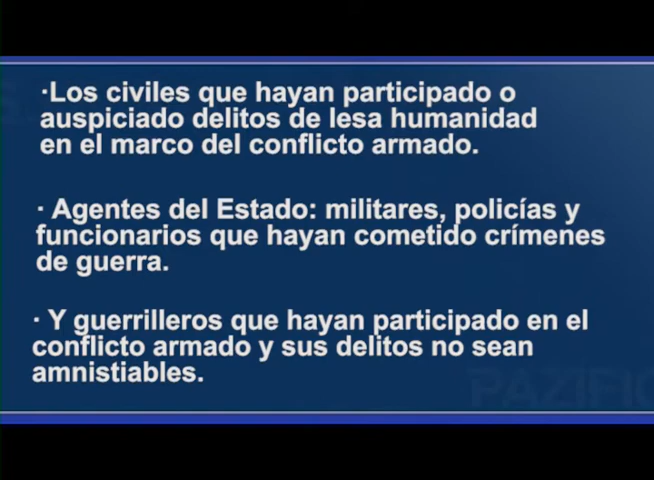 ·Los civiles que hayan participado o
auspiciado delitos de lesa humanidad
en el marco del conflicto armado.
· Agentes del Estado: militares, policías y
funcionarios que hayan cometido crímenes
de guerra.
· Y guerrilleros que hayan participado en el
conflicto armado y sus delitos no sean
amnistiables.
PAZÍFIC